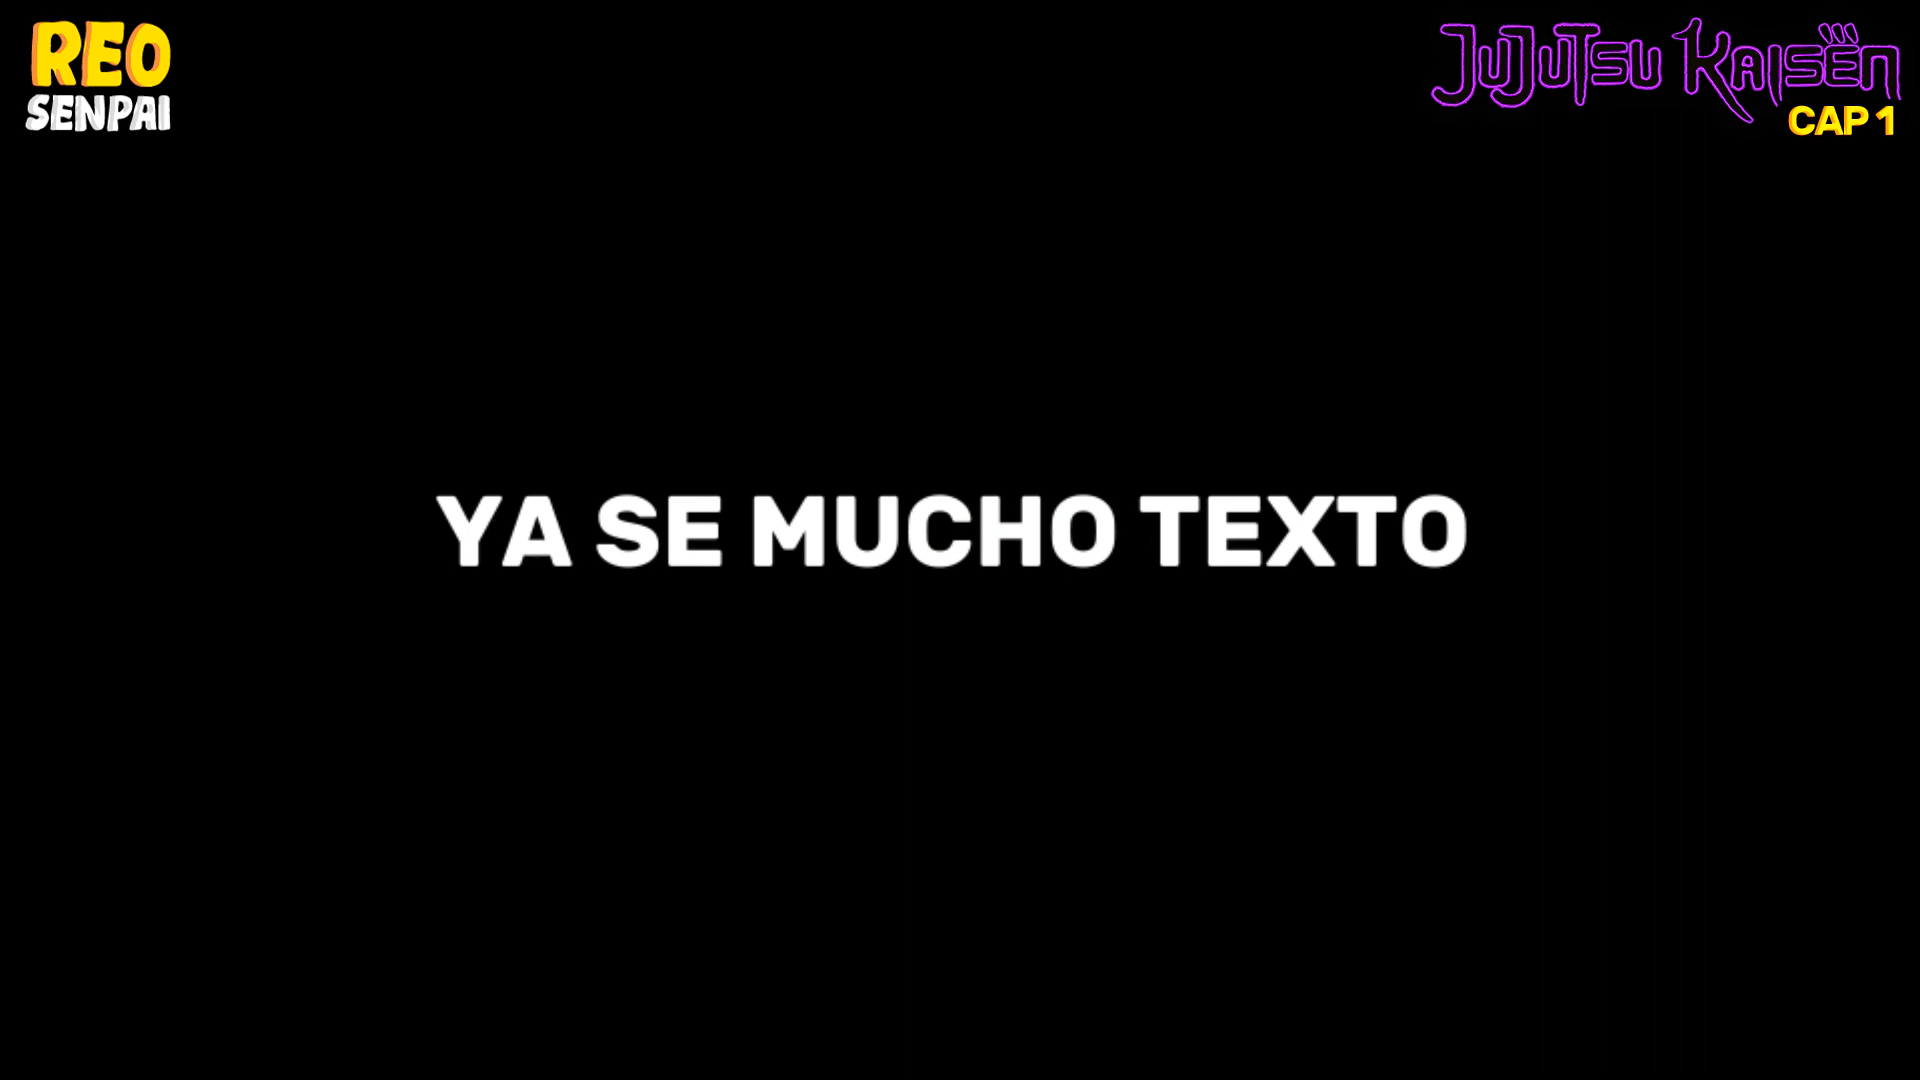 REO
SENPAI
JUJUTSU KAISEN
CAP 1
YA SE MUCHO TEXTO